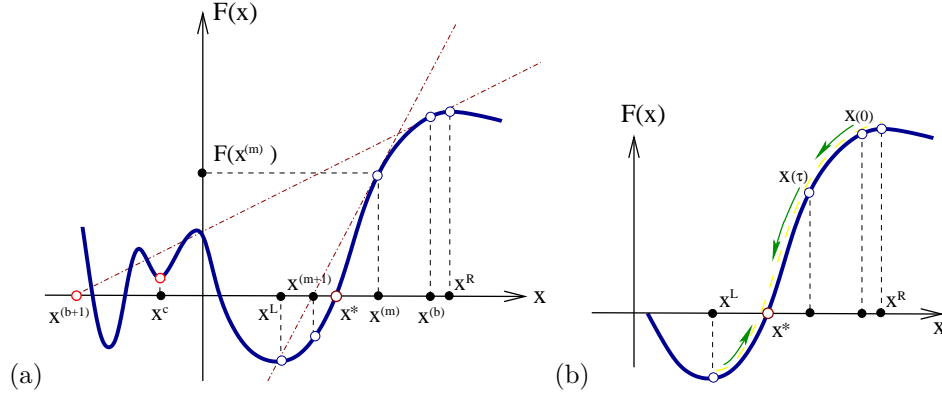 F(x)
F(x^(m))
x^(m+1)
x
x^(b+1)
x^c
x^L
x*
x^(m)
x^(b)
x^R
(a)
F(x)
x(0)
x(τ)
x^L
x^R
x*
x
(b)